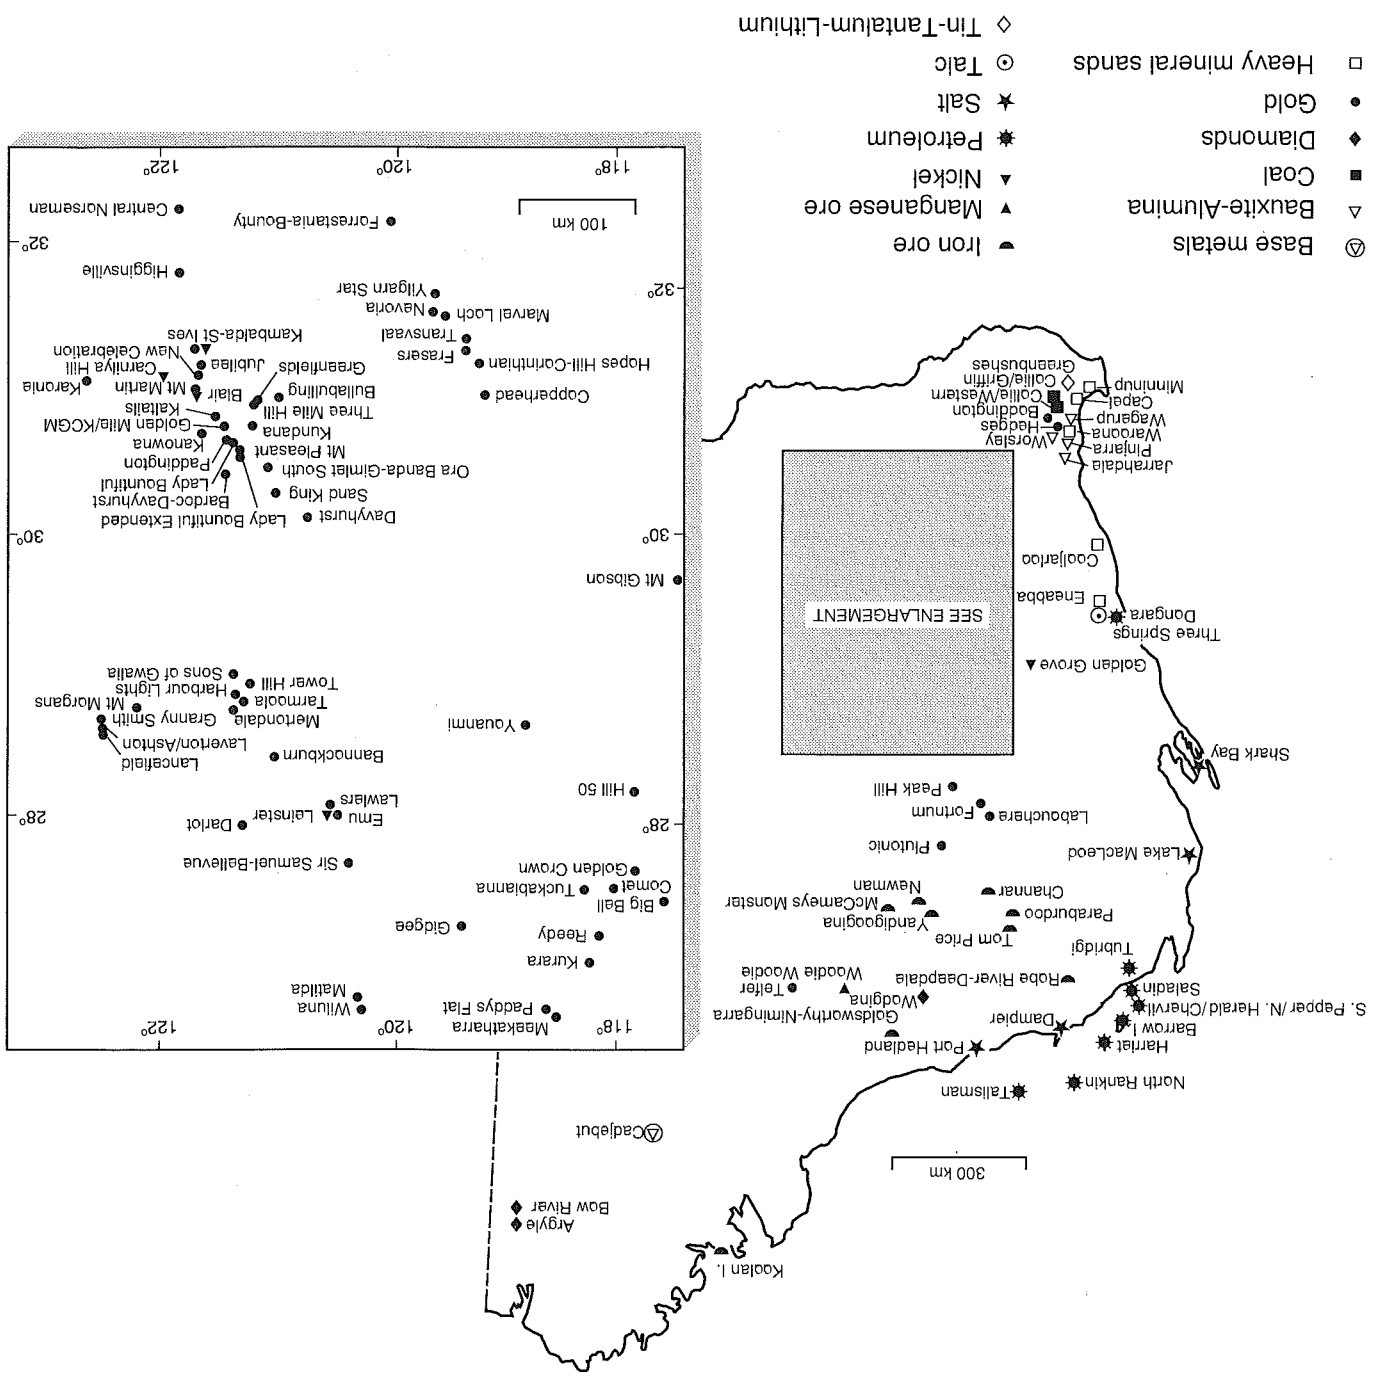 Koolan I.
Argyle
Bow River
Cadjebut
300 km
North Rankin
Talisman
Harriet
Barrow I.
S. Pepper/N. Herald/Chervil
Saladin
Tubridgi
Dampier
Port Hedland
Goldsworthy-Nimingarra
Robe River-Deepdale
Wodgina
Woodie Woodie
Telfer
Tom Price
Paraburdoo
Channar
Yandigoogina
Newman
McCameys Monster
Plutonic
Lake MacLeod
Labouchere
Fortnum
Peak Hill
Shark Bay
Golden Grove
Three Springs
Dongara
Eneabba
SEE ENLARGEMENT
Cooljarloo
Jarrahdale
Pinjarra
Waroona
Wagerup
Capel
Minninup
Worsley
Hedges
Boddington
Collie/Western
Collie/Griffin
Greenbushes
118°
120°
122°
Meekatharra
Paddys Flat
Wiluna
Matilda
Kurara
Reedy
Gidgee
Big Bell
Comet
Tuckabianna
Golden Crown
Sir Samuel-Bellevue
28°
28°
Emu
Leinster
Lawlers
Darlot
Hill 50
Bannockburn
Lancefield
Laverton/Ashton
Granny Smith
Mt Morgans
Youanmi
Mertondale
Tarmoola
Harbour Lights
Tower Hill
Sons of Gwalia
Mt Gibson
30°
30°
Davyhurst
Lady Bountiful Extended
Sand King
Bardoc-Davyhurst
Lady Bountiful
Ora Banda-Gimlet South
Paddington
Mt Pleasant
Kanowna
Kundana
Golden Mile/KCGM
Three Mile Hill
Kaltails
Bullabulling
Blair
Mt Martin
Karonie
Greenfields
Jubilee
Carnilya Hill
New Celebration
Kambalda-St Ives
Copperhead
Hopes Hill-Corinthian
Frasers
Transvaal
Marvel Loch
Nevoria
Yilgarn Star
Higginsville
32°
32°
Forrestania-Bounty
Central Norseman
100 km
118°
120°
122°
Base metals
Bauxite-Alumina
Coal
Diamonds
Gold
Heavy mineral sands
Iron ore
Manganese ore
Nickel
Petroleum
Salt
Talc
Tin-Tantalum-Lithium